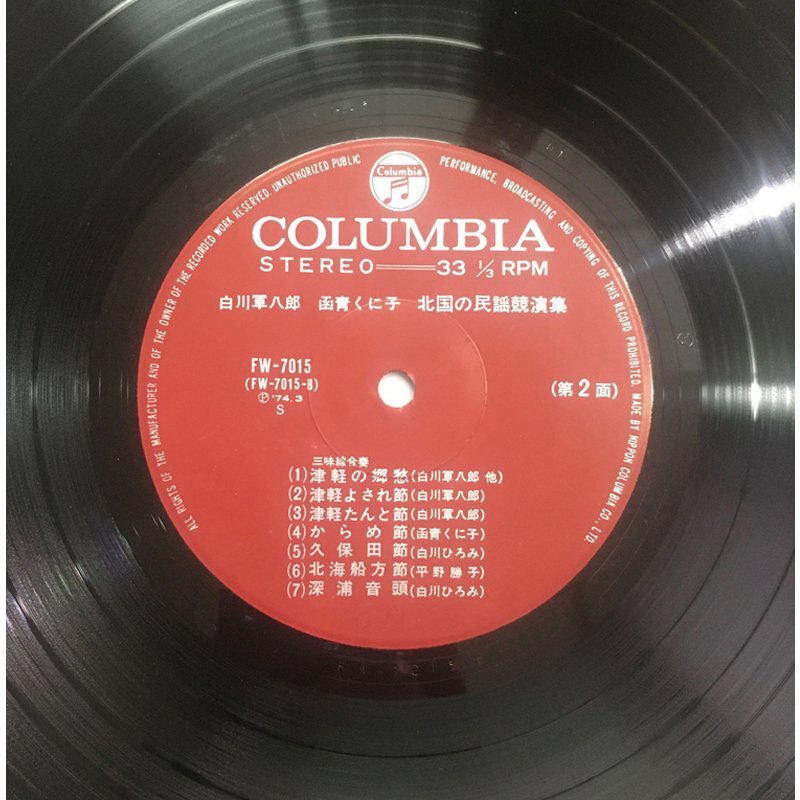 Columbia
COLUMBIA
STEREO 33 1/3 RPM
白川軍八郎 函青くに子 北国の民謡競演集
FW-7015
(FW-7015-B)
Ⓟ '74.3
S
(第2面)
三味線合奏
(1)津軽の郷愁(白川軍八郎 他)
(2)津軽よされ節(白川軍八郎)
(3)津軽たんと節(白川軍八郎)
(4)からめ節(函青くに子)
(5)久保田節(白川ひろみ)
(6)北海船方節(平野勝子)
(7)深浦音頭(白川ひろみ)
ALL RIGHTS OF THE MANUFACTURER AND OF THE OWNER OF THE RECORDED WORK RESERVED. UNAUTHORIZED PUBLIC PERFORMANCE, BROADCASTING AND COPYING OF THIS RECORD PROHIBITED. MADE BY NIPPON COLUMBIA CO., LTD.